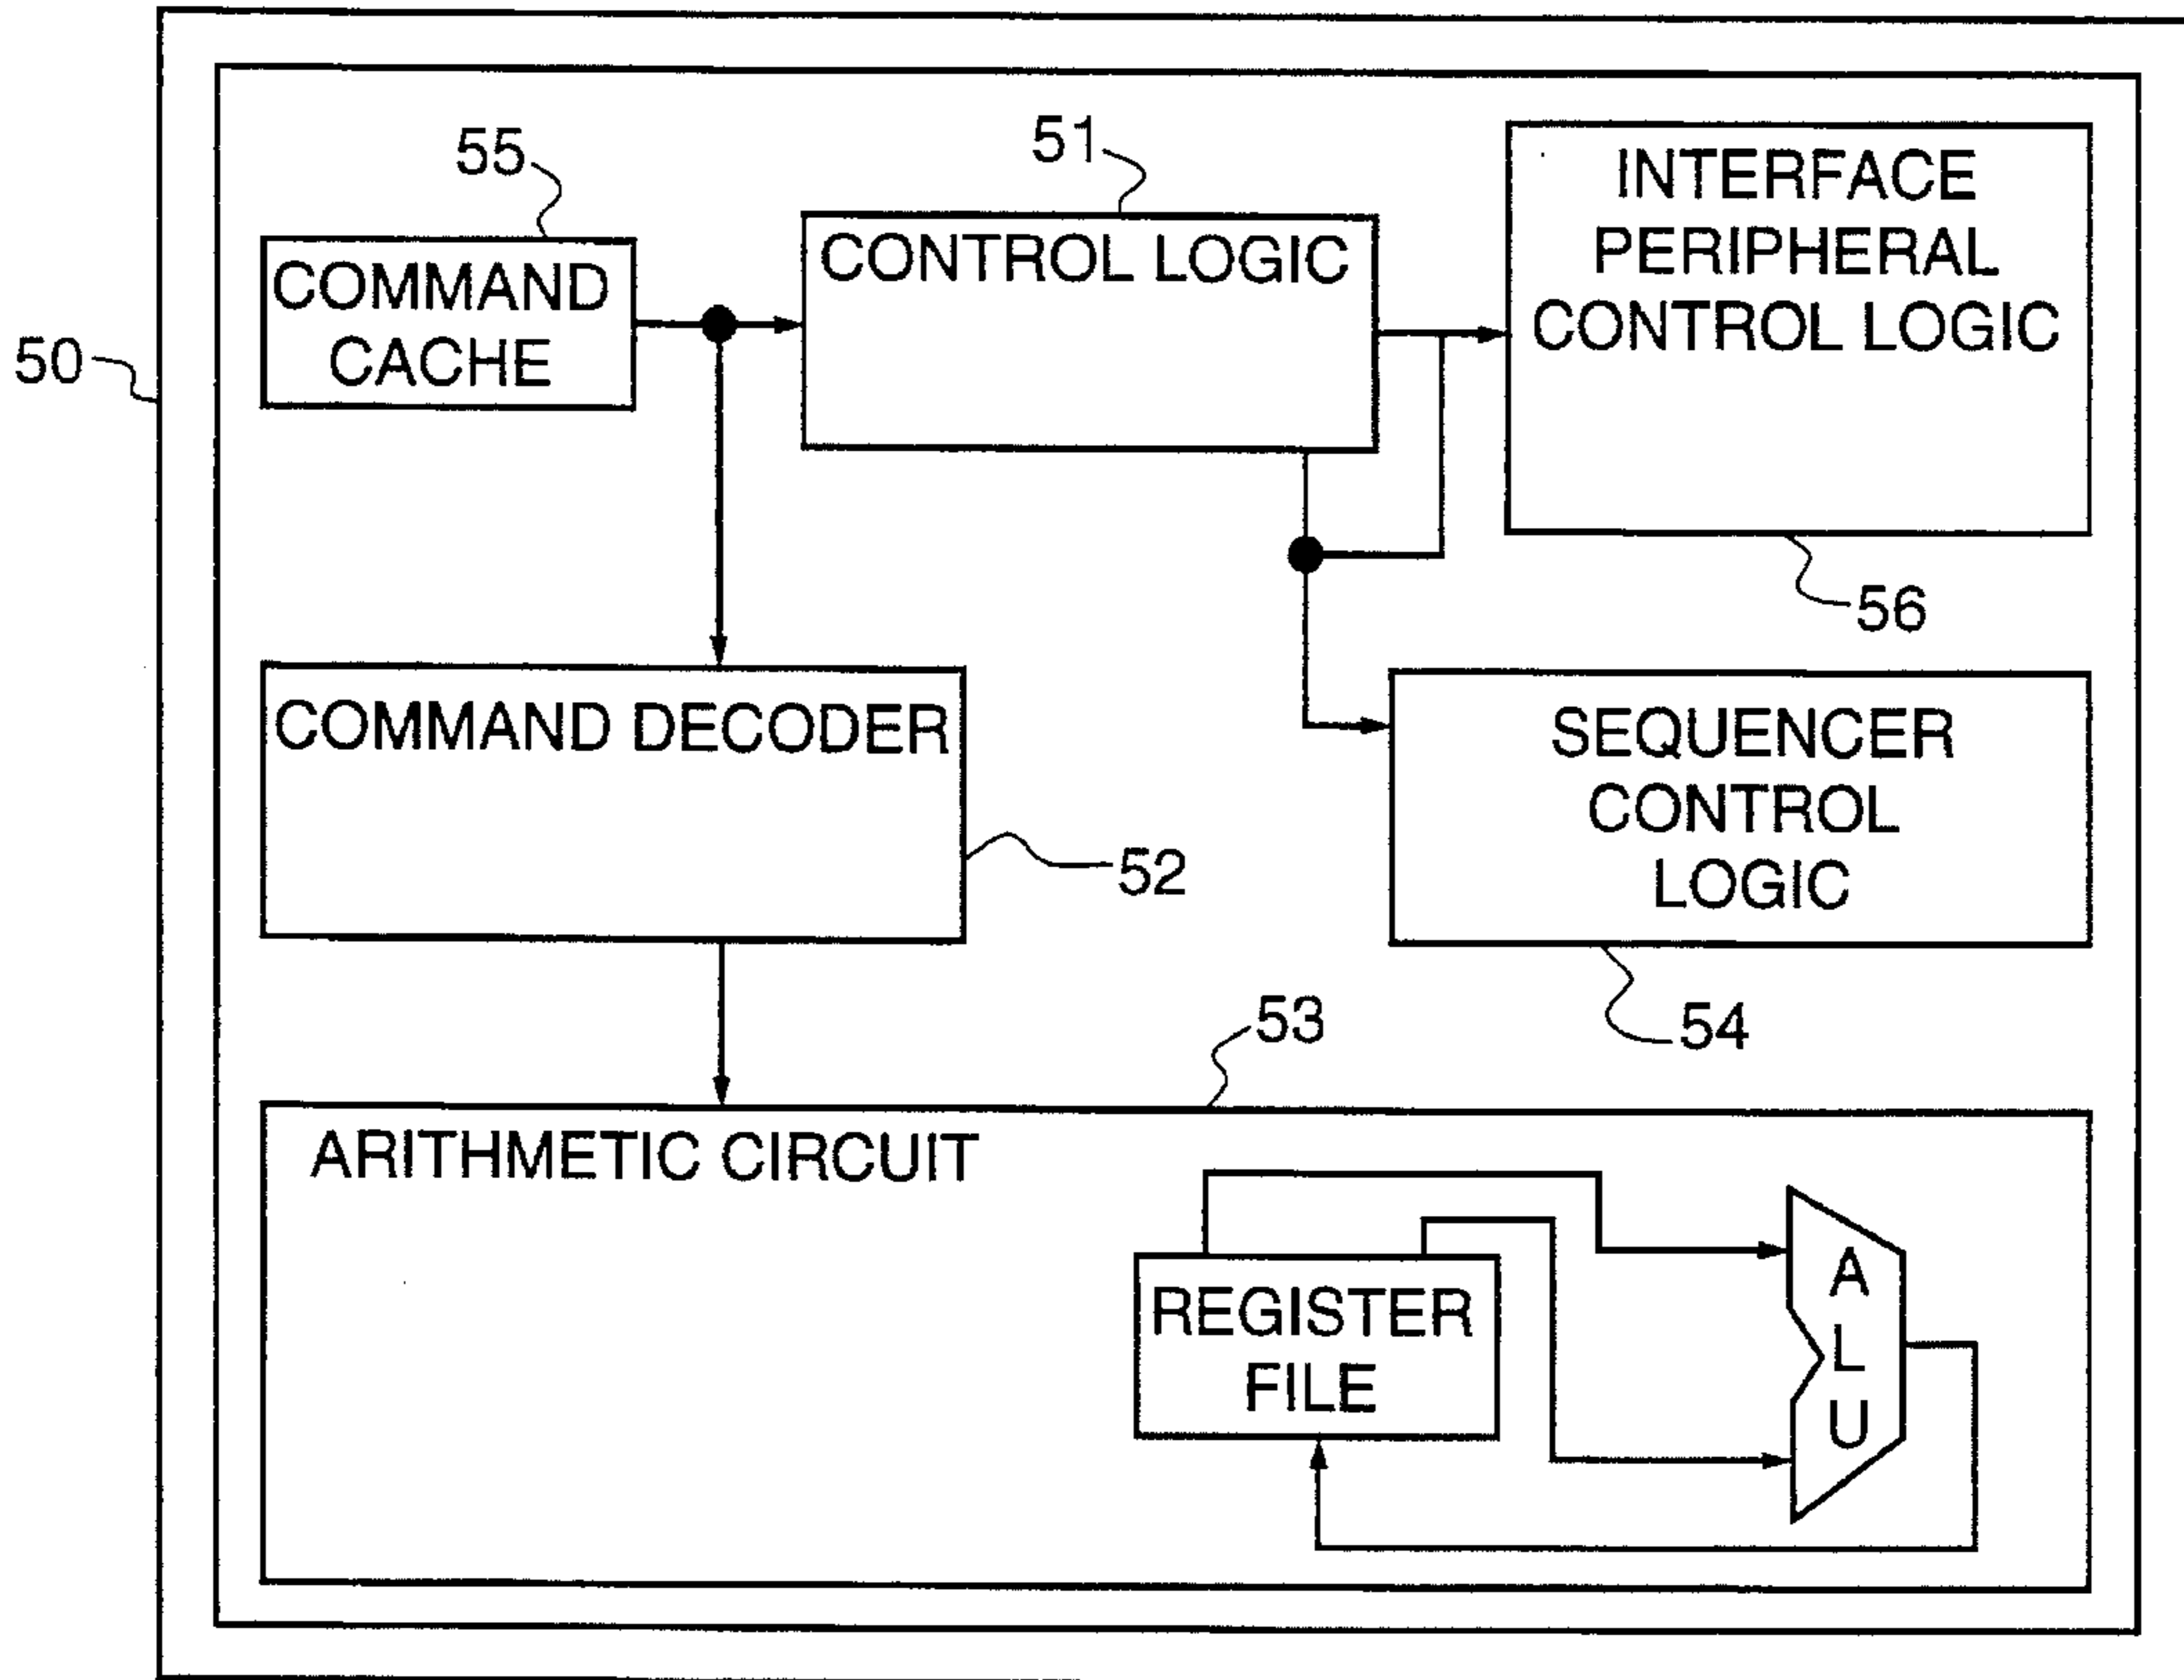 55
51
COMMAND
CACHE
CONTROL LOGIC
INTERFACE
PERIPHERAL
CONTROL LOGIC
50
56
COMMAND DECODER
52
SEQUENCER
CONTROL
LOGIC
54
53
ARITHMETIC CIRCUIT
REGISTER
FILE
A
L
U